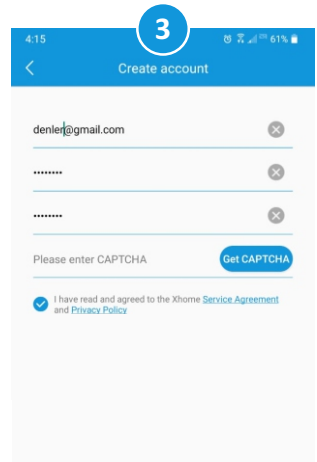 3
4:15 61%
Create account
denler@gmail.com
••••••••
••••••••
Please enter CAPTCHA Get CAPTCHA
I have read and agreed to the Xhome Service Agreement
and Privacy Policy